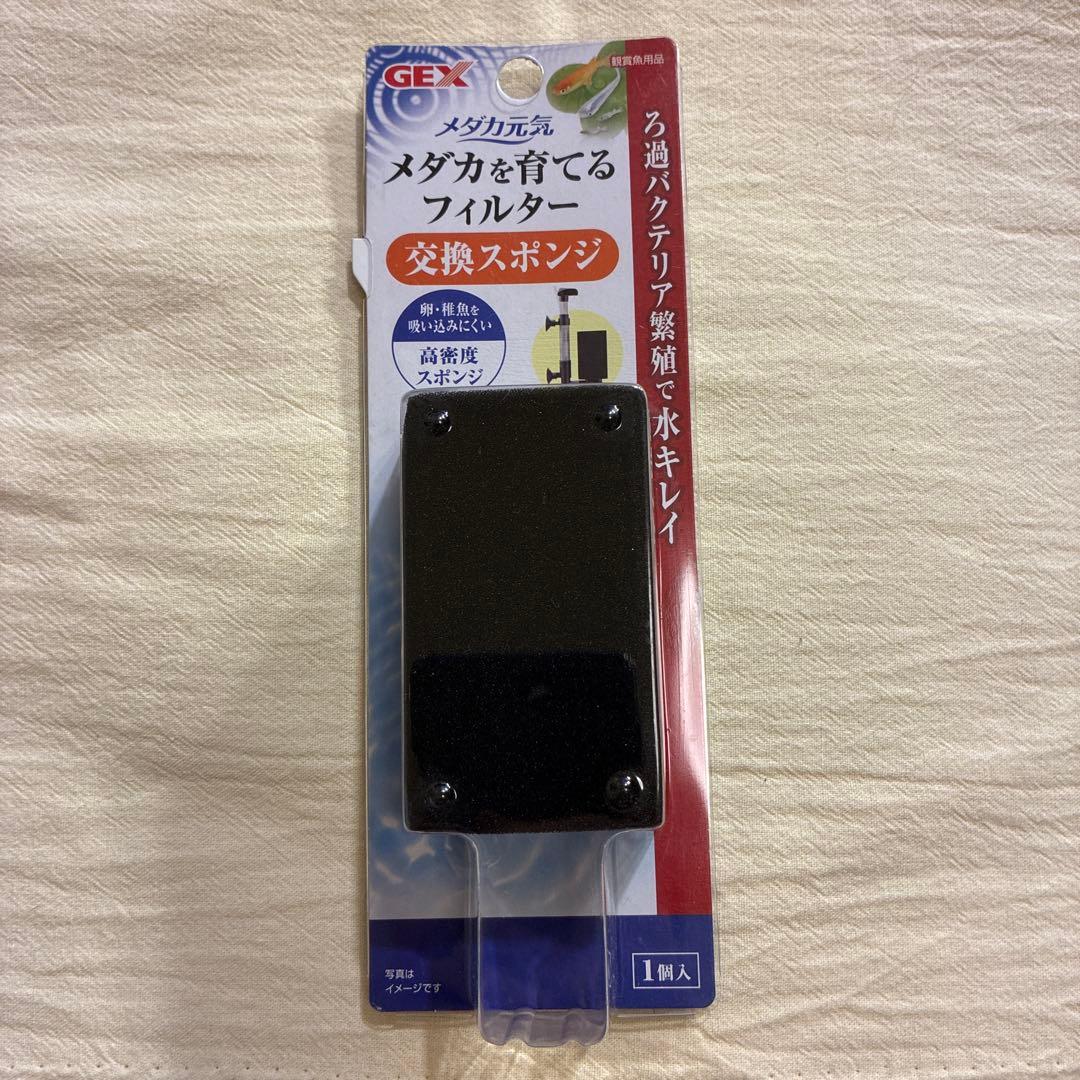 GEX
観賞魚用品
メダカ元気
メダカを育てる
フィルター
交換スポンジ
卵・稚魚を
吸い込みにくい
高密度
スポンジ
ろ過バクテリア繁殖で水キレイ
写真は
イメージです
1個入